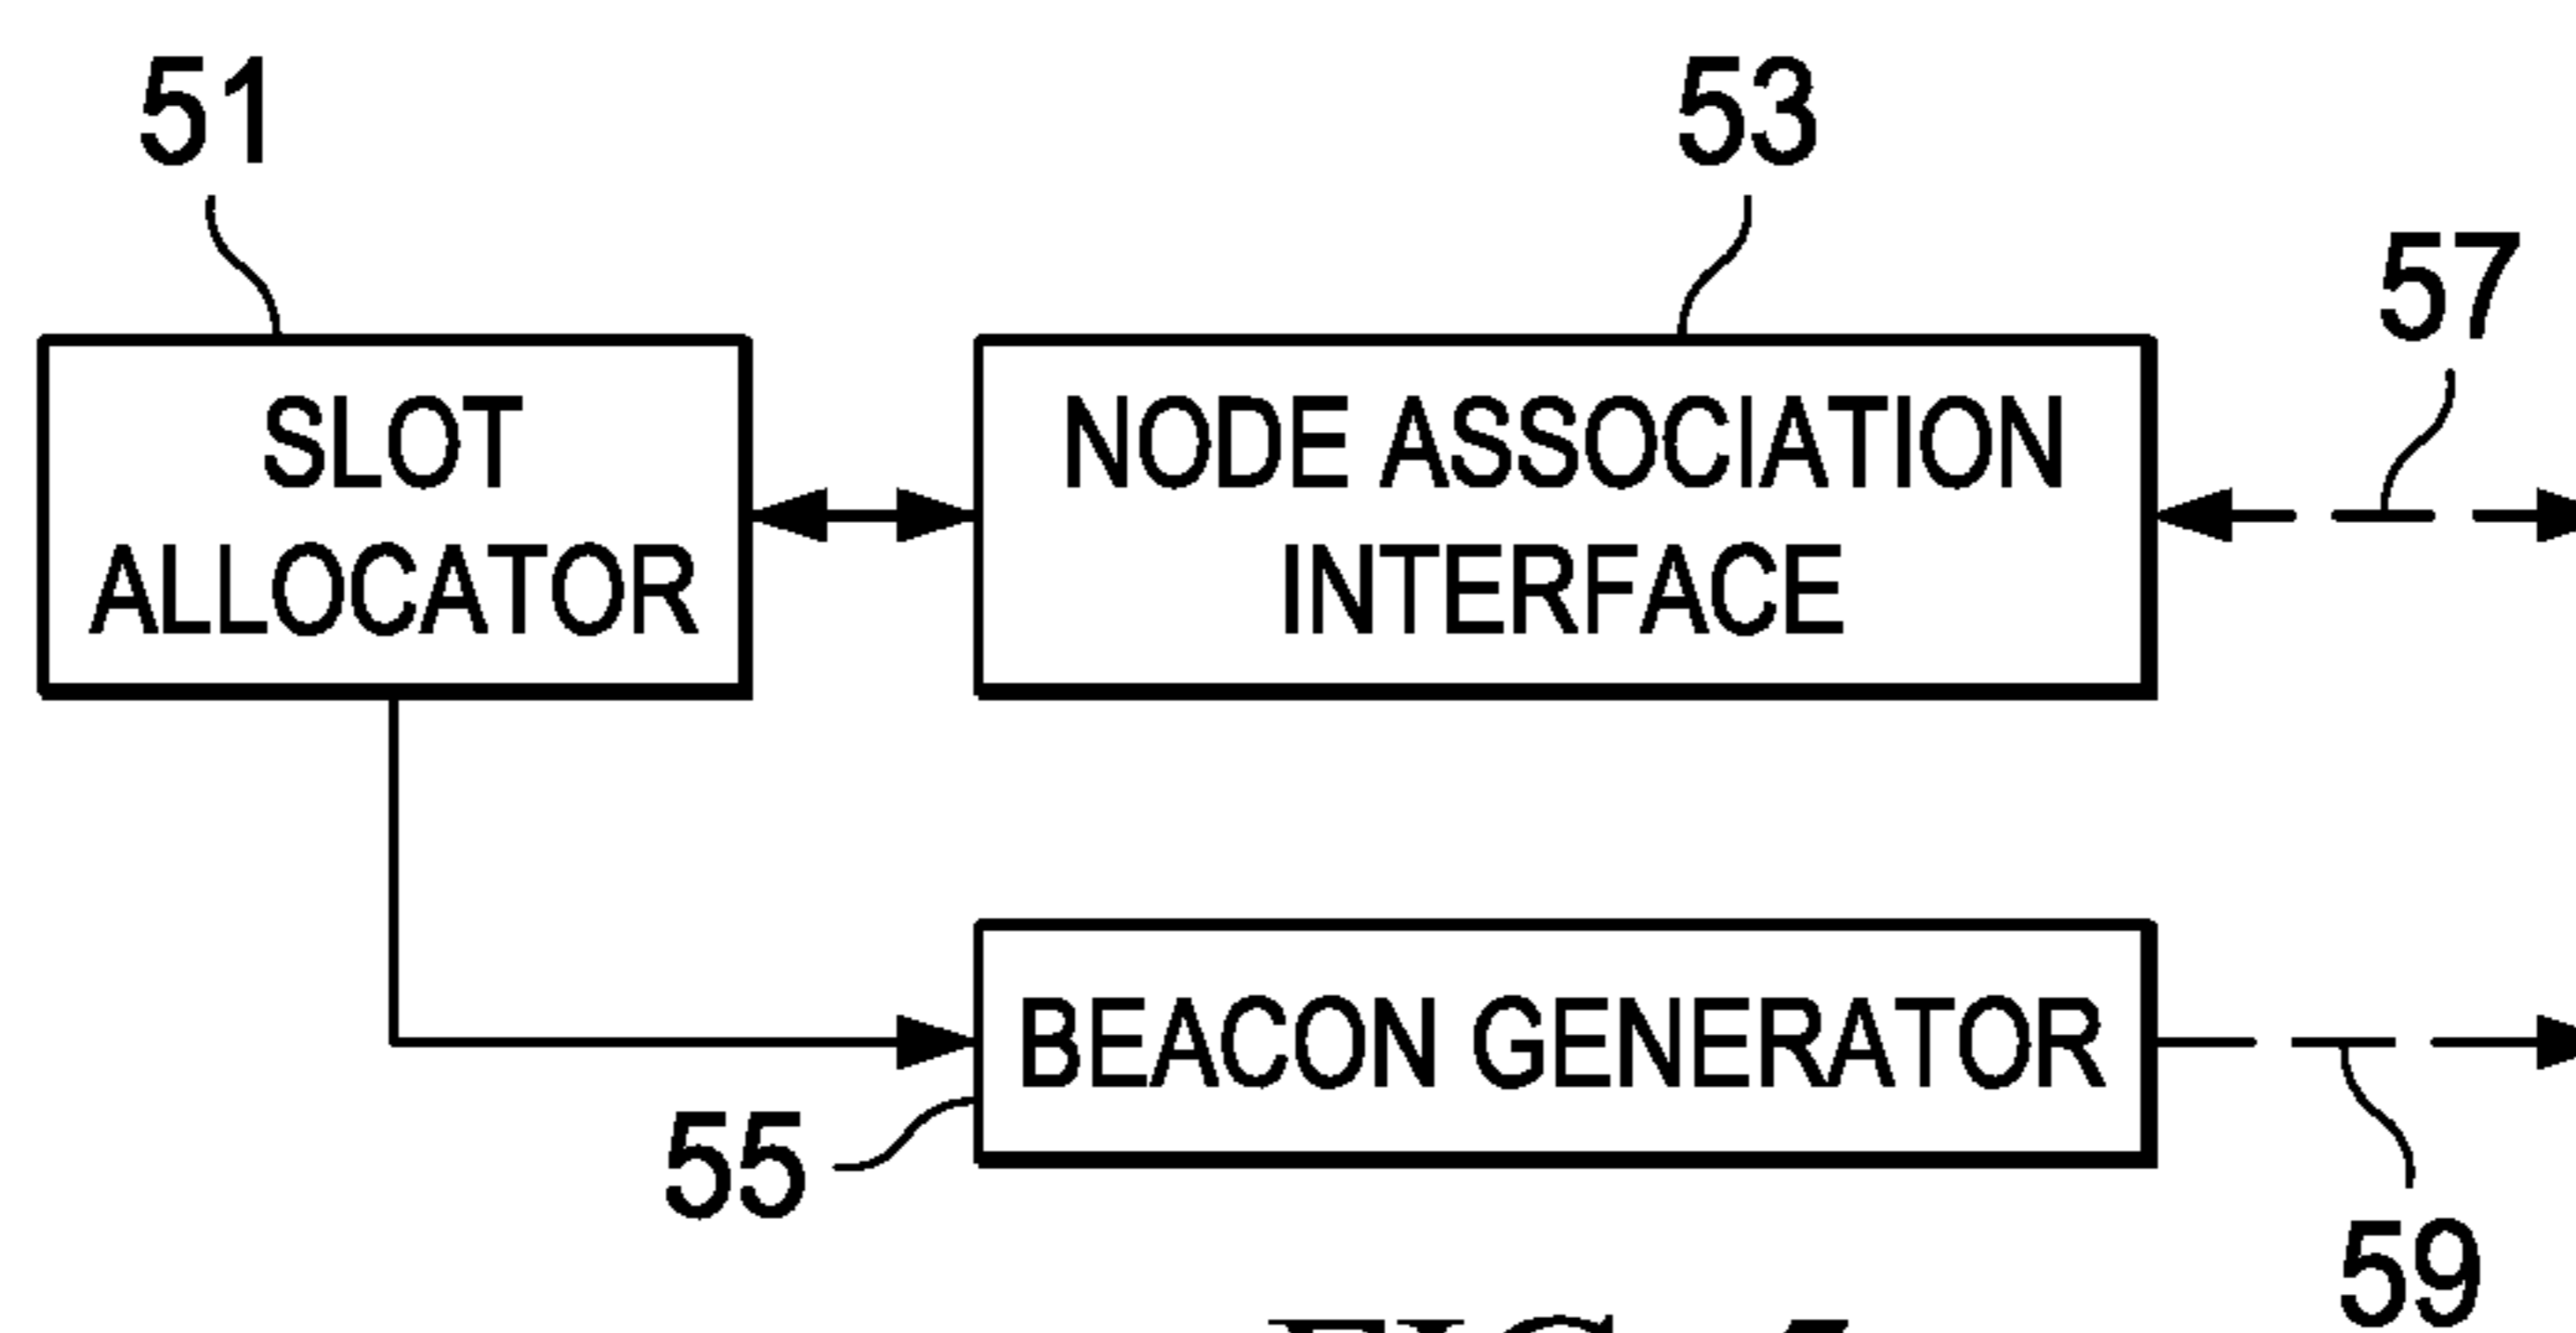 51
53
57
SLOT
ALLOCATOR
NODE ASSOCIATION
INTERFACE
BEACON GENERATOR
55
59